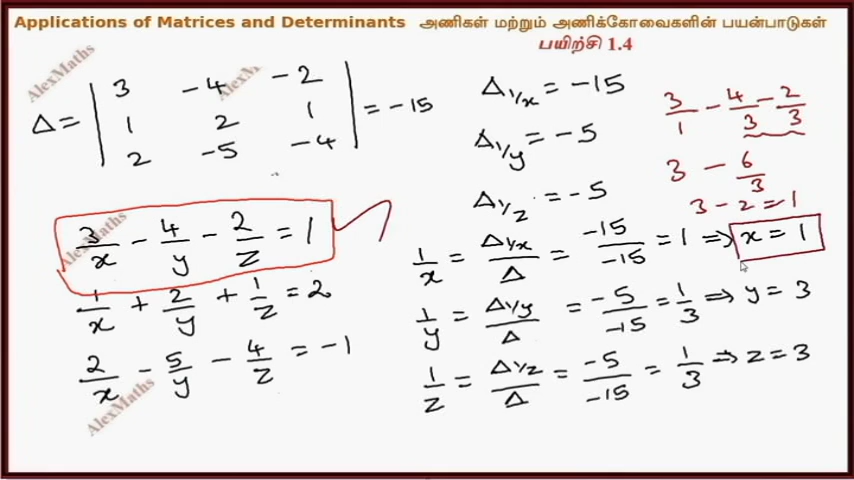 Applications of Matrices and Determinants அணிகள் மற்றும் அணிக்கோவைகளின் பயன்பாடுகள்
பயிற்சி 1.4
AlexMaths
AlexMaths
Δ = | 3 -4 -2 |
| 1 2 1 | = -15
| 2 -5 -4 |
3/x - 4/y - 2/z = 1
AlexMaths
1/x + 2/y + 1/z = 2
2/x - 5/y - 4/z = -1
AlexMaths
Δ1/x = -15
Δ1/y = -5
Δ1/z = -5
1/x = Δ1/x / Δ = -15/-15 = 1 ⇒ x = 1
1/y = Δ1/y / Δ = -5/-15 = 1/3 ⇒ y = 3
1/z = Δ1/z / Δ = -5/-15 = 1/3 ⇒ z = 3
3/1 - 4/3 - 2/3
3 - 6/3
3 - 2 = 1